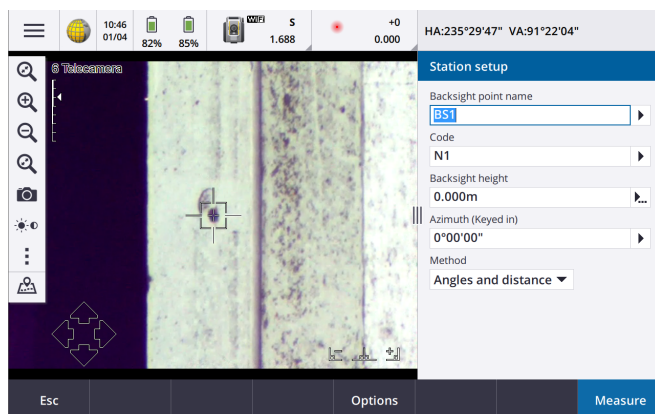 10:46
01/04
82%
85%
WIFI
S
1.688
+0
0.000
HA:235°29'47" VA:91°22'04"
6 Telecamera
Station setup
Backsight point name
BS1
Code
N1
Backsight height
0.000m
Azimuth (Keyed in)
0°00'00"
Method
Angles and distance
Esc
Options
Measure